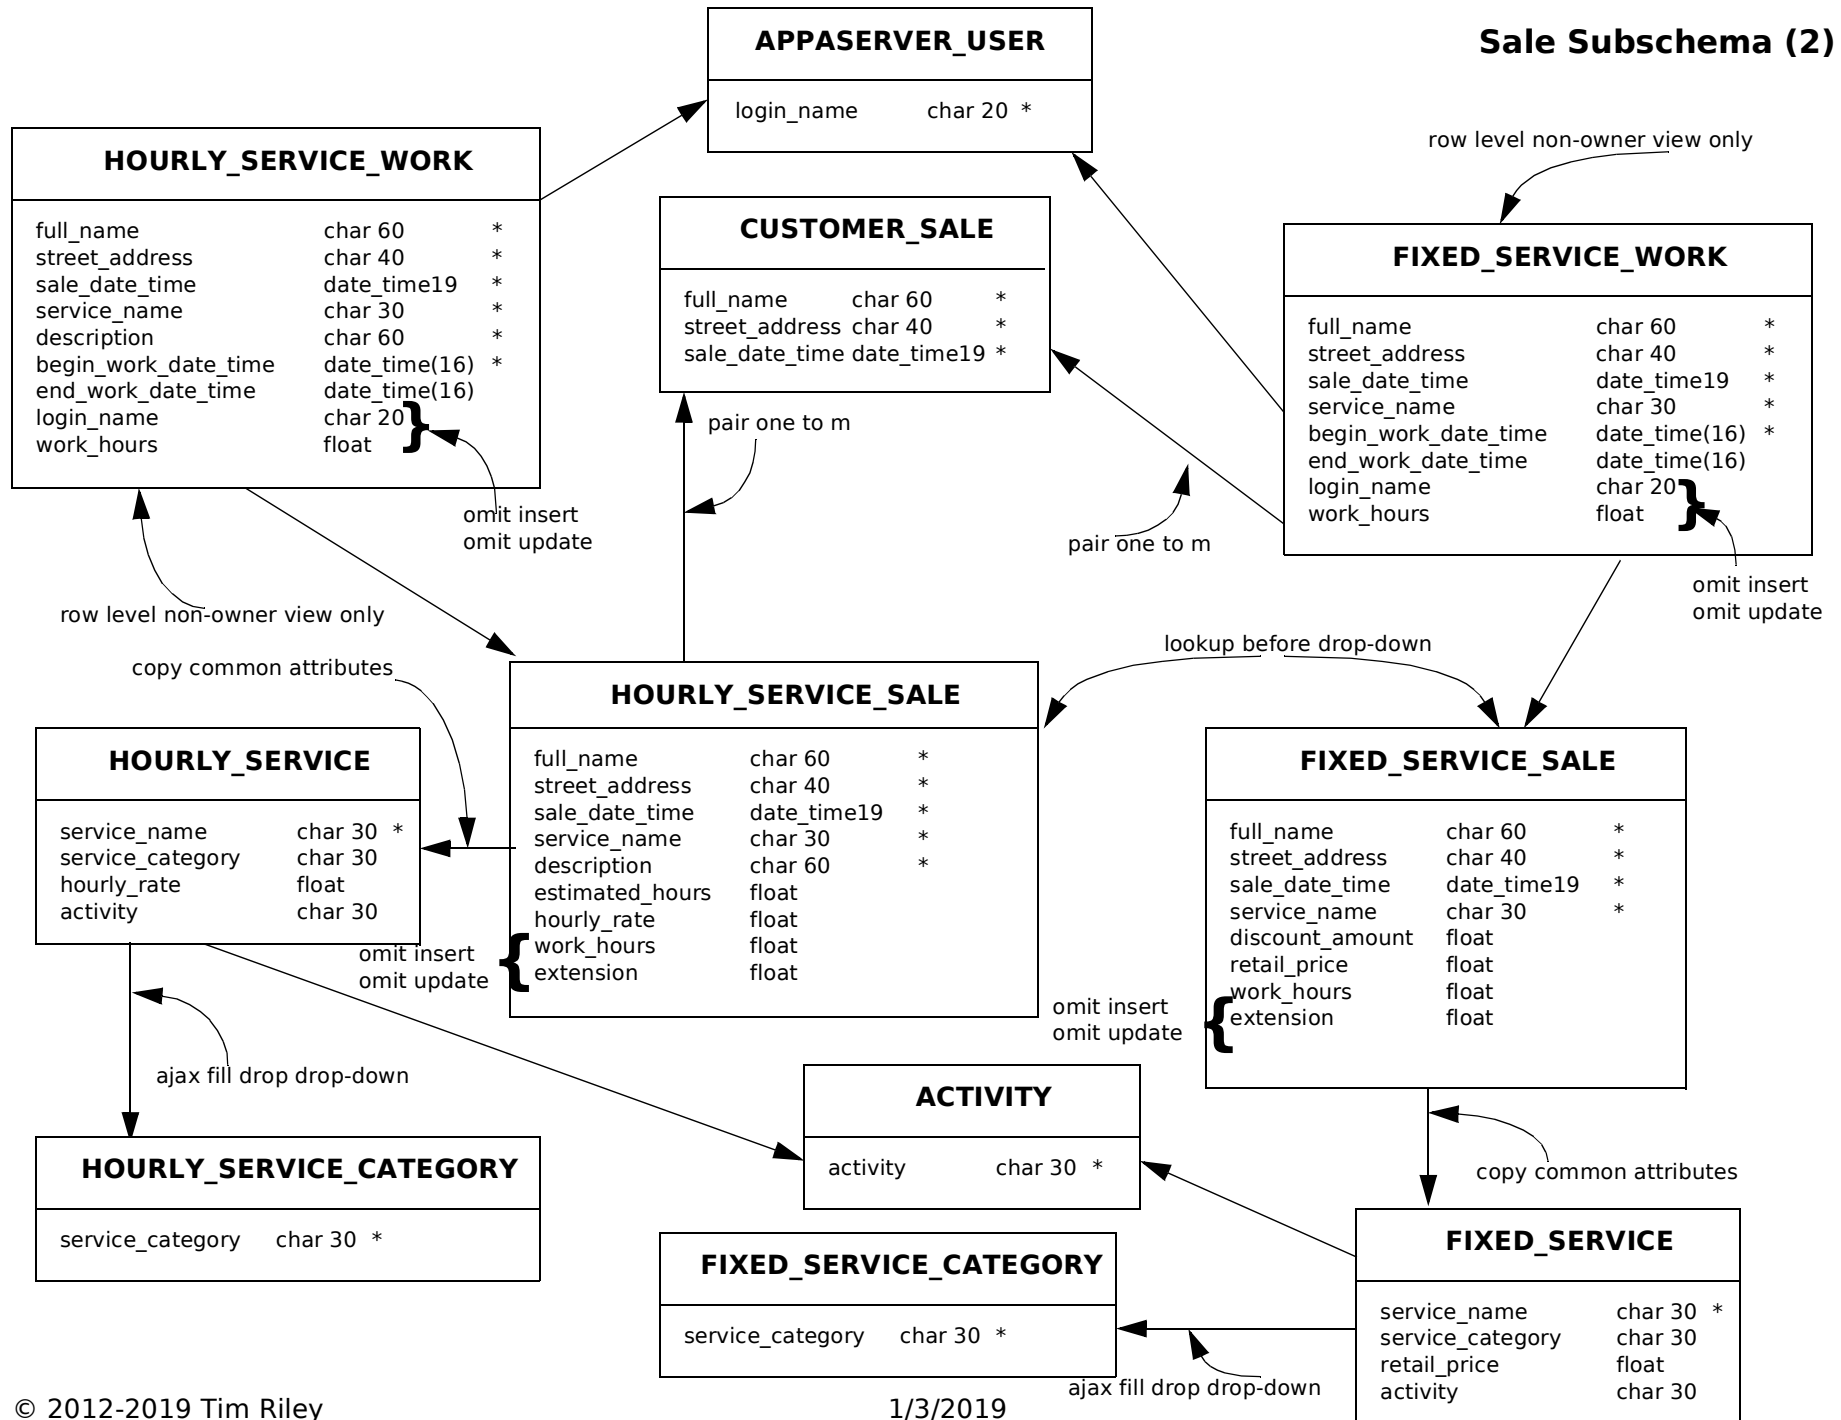 Sale Subschema (2)
APPASERVER_USER
login_name char 20 *
HOURLY_SERVICE_WORK
full_name char 60 *
street_address char 40 *
sale_date_time date_time19 *
service_name char 30 *
description char 60 *
begin_work_date_time date_time(16) *
end_work_date_time date_time(16)
login_name char 20
work_hours float
}
omit insert
omit update
row level non-owner view only
CUSTOMER_SALE
full_name char 60 *
street_address char 40 *
sale_date_time date_time19 *
pair one to m
row level non-owner view only
FIXED_SERVICE_WORK
full_name char 60 *
street_address char 40 *
sale_date_time date_time19 *
service_name char 30 *
begin_work_date_time date_time(16) *
end_work_date_time date_time(16)
login_name char 20
work_hours float
}
omit insert
omit update
pair one to m
lookup before drop-down
copy common attributes
HOURLY_SERVICE
service_name char 30 *
service_category char 30
hourly_rate float
activity char 30
HOURLY_SERVICE_SALE
full_name char 60 *
street_address char 40 *
sale_date_time date_time19 *
service_name char 30 *
description char 60 *
estimated_hours float
hourly_rate float
work_hours float
extension float
{
omit insert
omit update
FIXED_SERVICE_SALE
full_name char 60 *
street_address char 40 *
sale_date_time date_time19 *
service_name char 30 *
discount_amount float
retail_price float
work_hours float
extension float
{
omit insert
omit update
ajax fill drop drop-down
ACTIVITY
activity char 30 *
copy common attributes
HOURLY_SERVICE_CATEGORY
service_category char 30 *
FIXED_SERVICE_CATEGORY
service_category char 30 *
FIXED_SERVICE
service_name char 30 *
service_category char 30
retail_price float
activity char 30
ajax fill drop drop-down
© 2012-2019 Tim Riley
1/3/2019